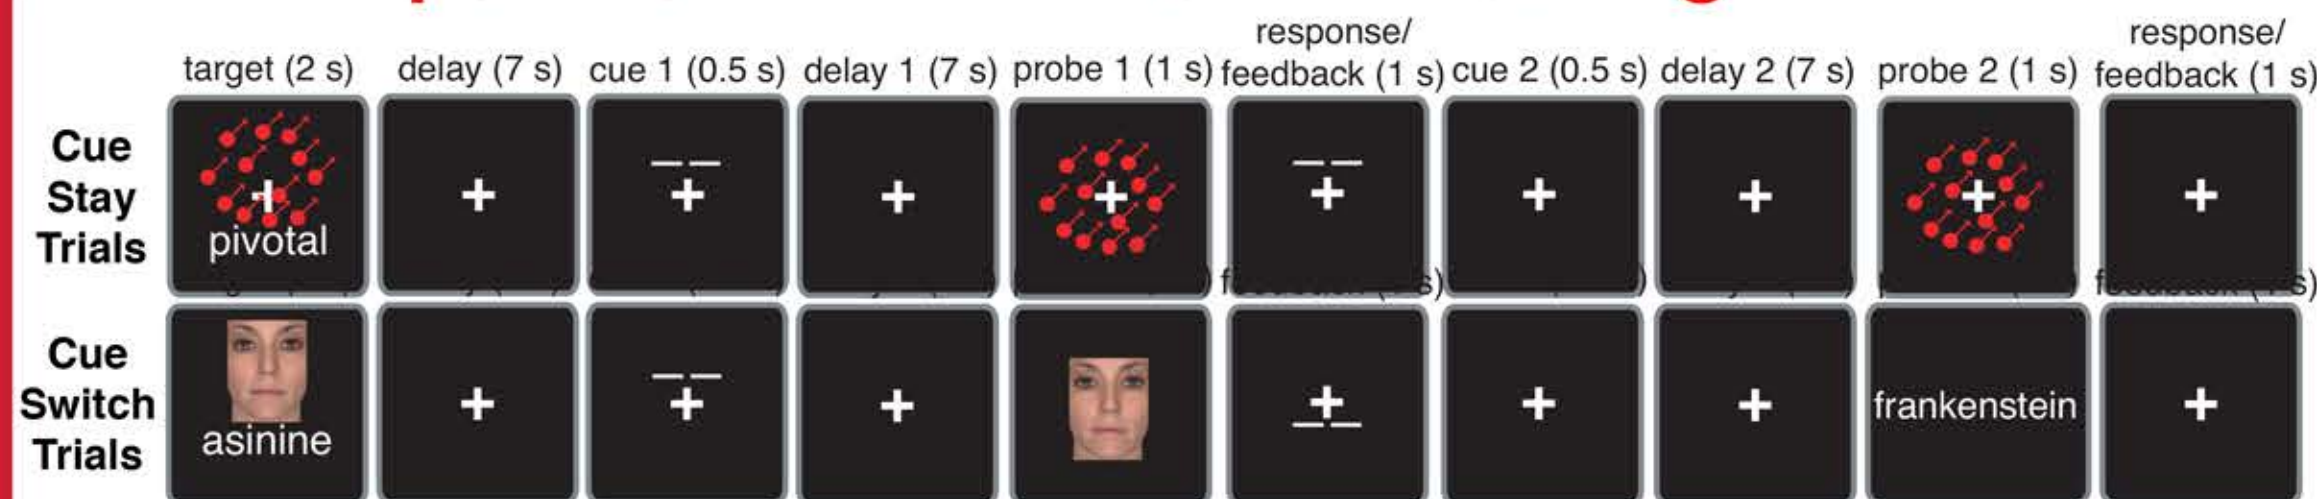 response/ response/
target (2 s) delay (7 s) cue 1 (0.5 s) delay 1 (7 s) probe 1 (1 s) feedback (1 s) cue 2 (0.5 s) delay 2 (7 s) probe 2 (1 s) feedback (1 s)
Cue
Stay
Trials
pivotal
Cue
Switch
Trials
asinine
frankenstein